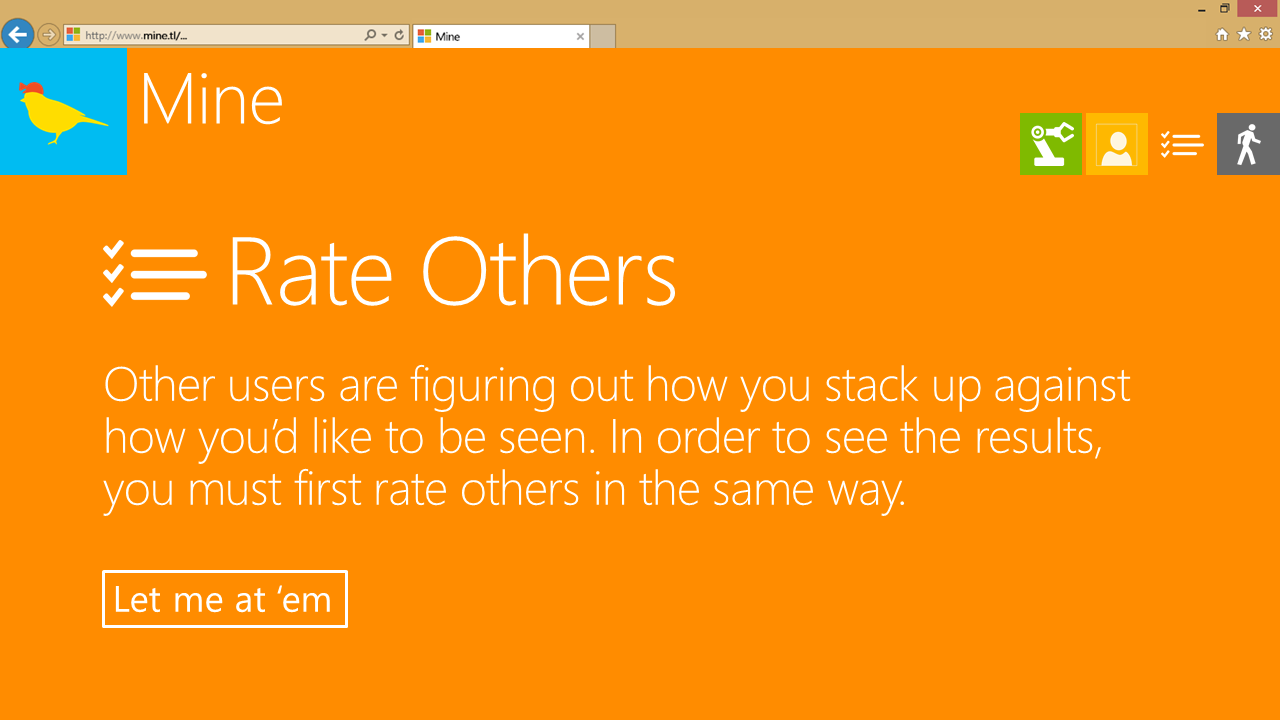 http://www.mine.tl/...
Mine
Mine
Rate Others
Other users are figuring out how you stack up against
how you’d like to be seen. In order to see the results,
you must first rate others in the same way.
Let me at ‘em